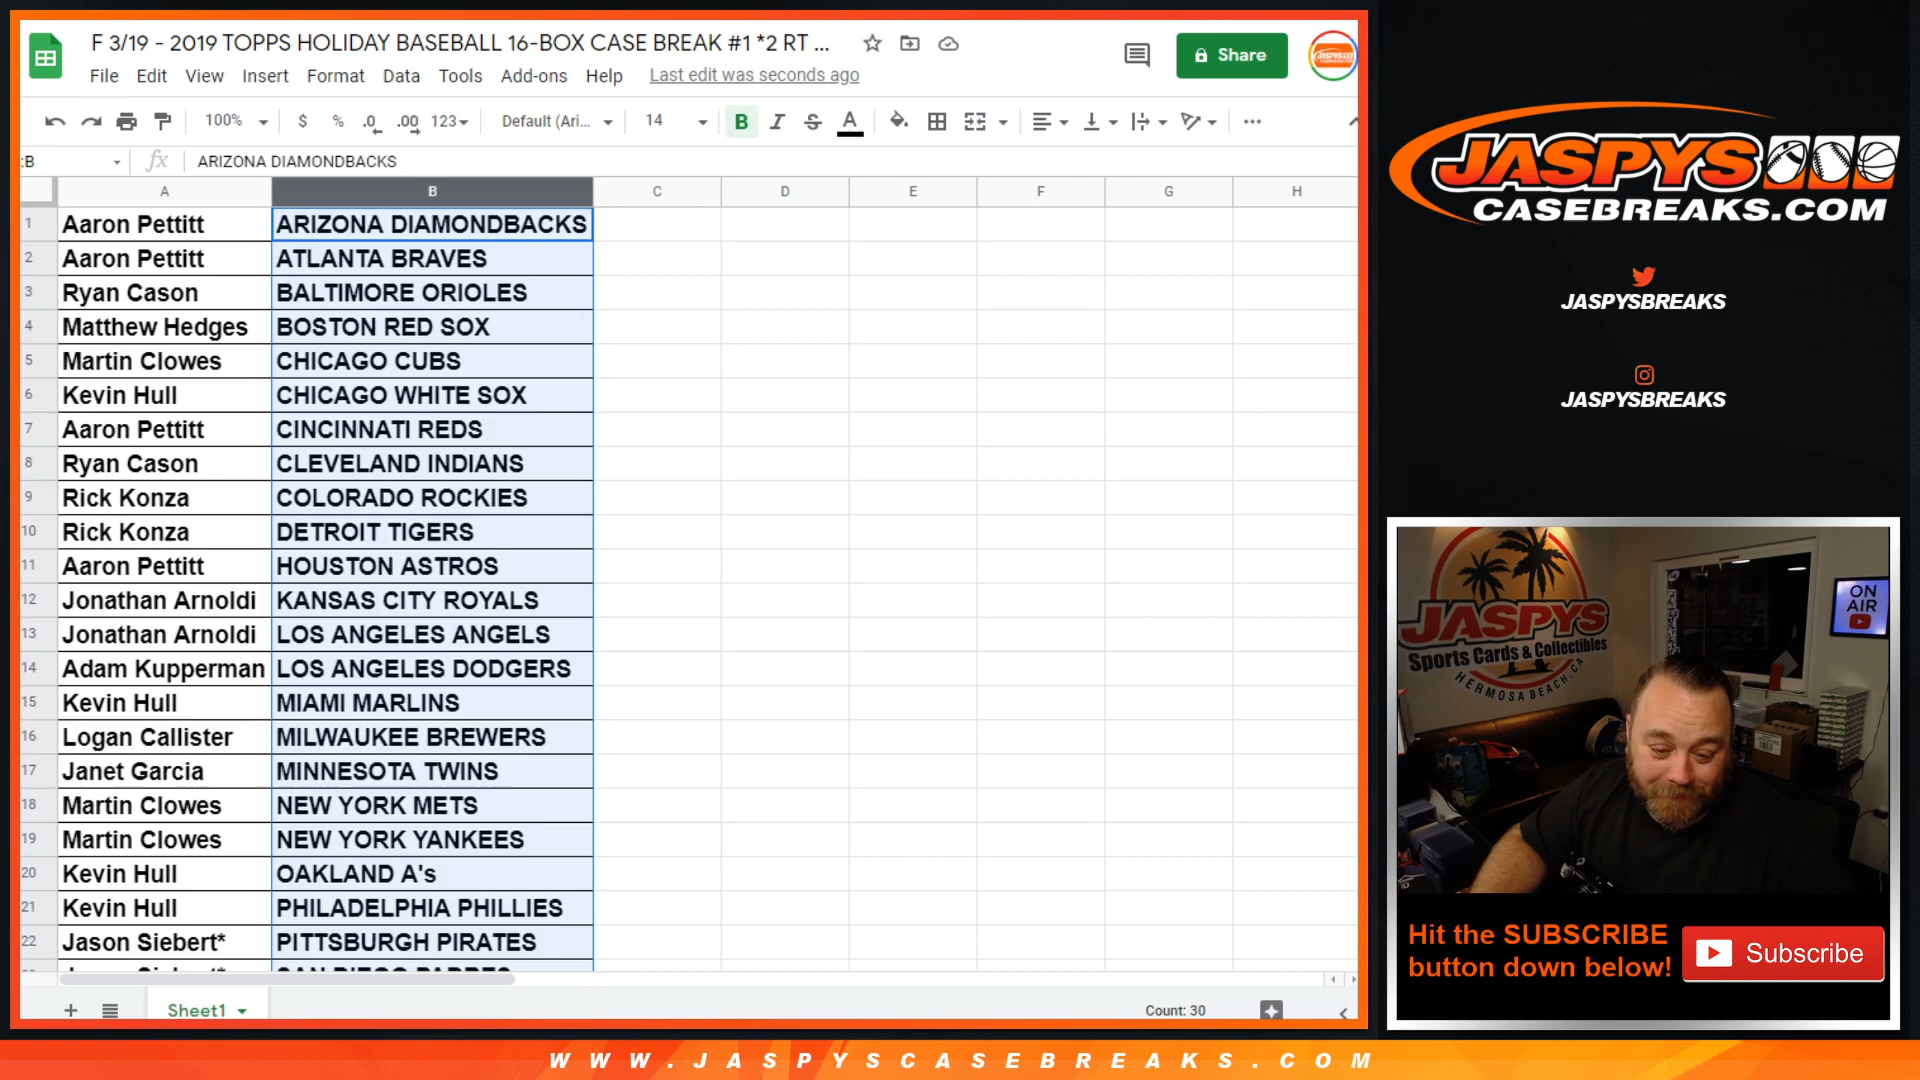 F 3/19 - 2019 TOPPS HOLIDAY BASEBALL 16-BOX CASE BREAK #1 *2 RT ...
File Edit View Insert Format Data Tools Add-ons Help Last edit was seconds ago
Share
100% $ % .0 .00 123 Default (Ari... 14 B I S A
:B fx ARIZONA DIAMONDBACKS
A B C D E F G H
1 Aaron Pettitt ARIZONA DIAMONDBACKS
2 Aaron Pettitt ATLANTA BRAVES
3 Ryan Cason BALTIMORE ORIOLES
4 Matthew Hedges BOSTON RED SOX
5 Martin Clowes CHICAGO CUBS
6 Kevin Hull CHICAGO WHITE SOX
7 Aaron Pettitt CINCINNATI REDS
8 Ryan Cason CLEVELAND INDIANS
9 Rick Konza COLORADO ROCKIES
10 Rick Konza DETROIT TIGERS
11 Aaron Pettitt HOUSTON ASTROS
12 Jonathan Arnoldi KANSAS CITY ROYALS
13 Jonathan Arnoldi LOS ANGELES ANGELS
14 Adam Kupperman LOS ANGELES DODGERS
15 Kevin Hull MIAMI MARLINS
16 Logan Callister MILWAUKEE BREWERS
17 Janet Garcia MINNESOTA TWINS
18 Martin Clowes NEW YORK METS
19 Martin Clowes NEW YORK YANKEES
20 Kevin Hull OAKLAND A's
21 Kevin Hull PHILADELPHIA PHILLIES
22 Jason Siebert* PITTSBURGH PIRATES
Sheet1
Count: 30
JASPYS
CASEBREAKS.COM
JASPYSBREAKS
JASPYSBREAKS
JASPYS
Sports Cards & Collectibles
HERMOSA BEACH, CA
ON
AIR
Hit the SUBSCRIBE
button down below!
Subscribe
WWW.JASPYSCASEBREAKS.COM